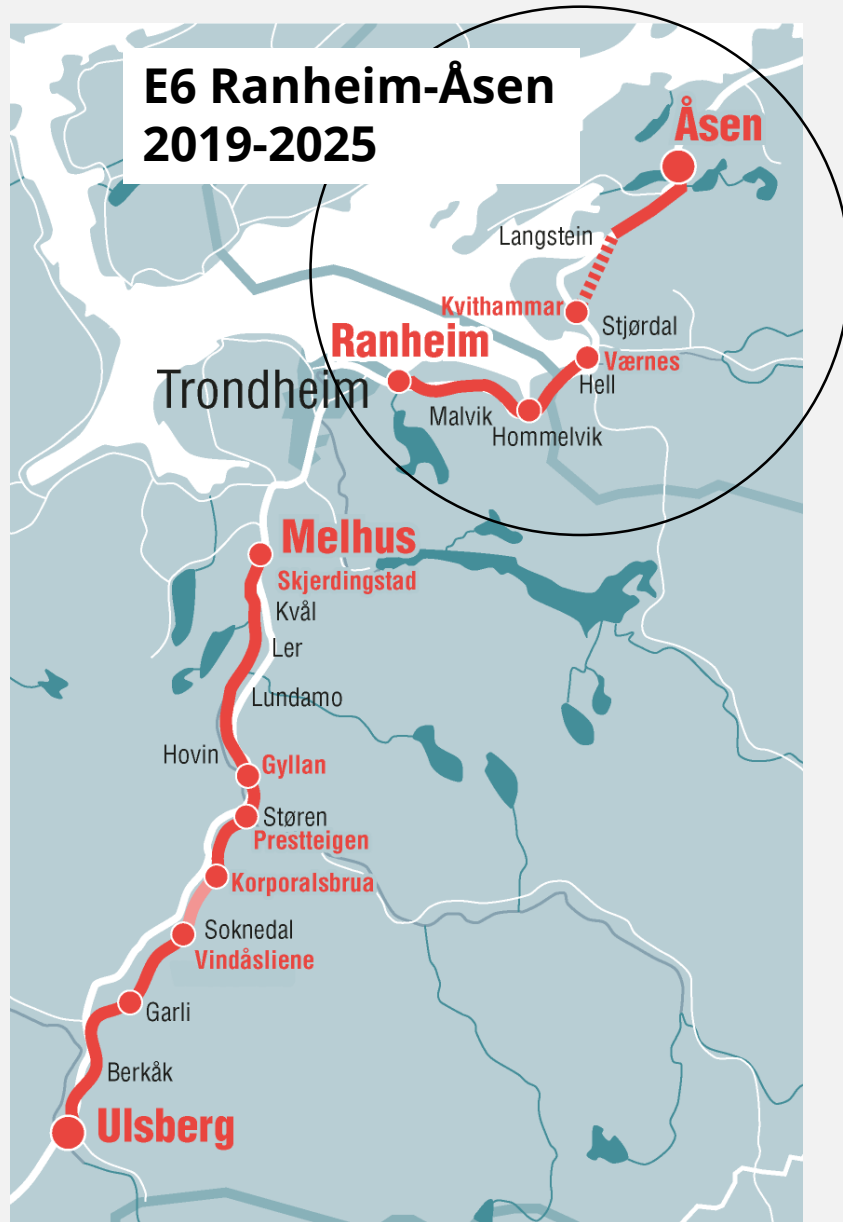 E6 Ranheim-Åsen
2019-2025
Åsen
Langstein
Kvithammar
Stjørdal
Ranheim
Værnes
Trondheim
Hell
Malvik
Hommelvik
Melhus
Skjerdingstad
Kvål
Ler
Lundamo
Hovin
Gyllan
Støren
Prestteigen
Korporalsbrua
Soknedal
Vindåsliene
Garli
Berkåk
Ulsberg